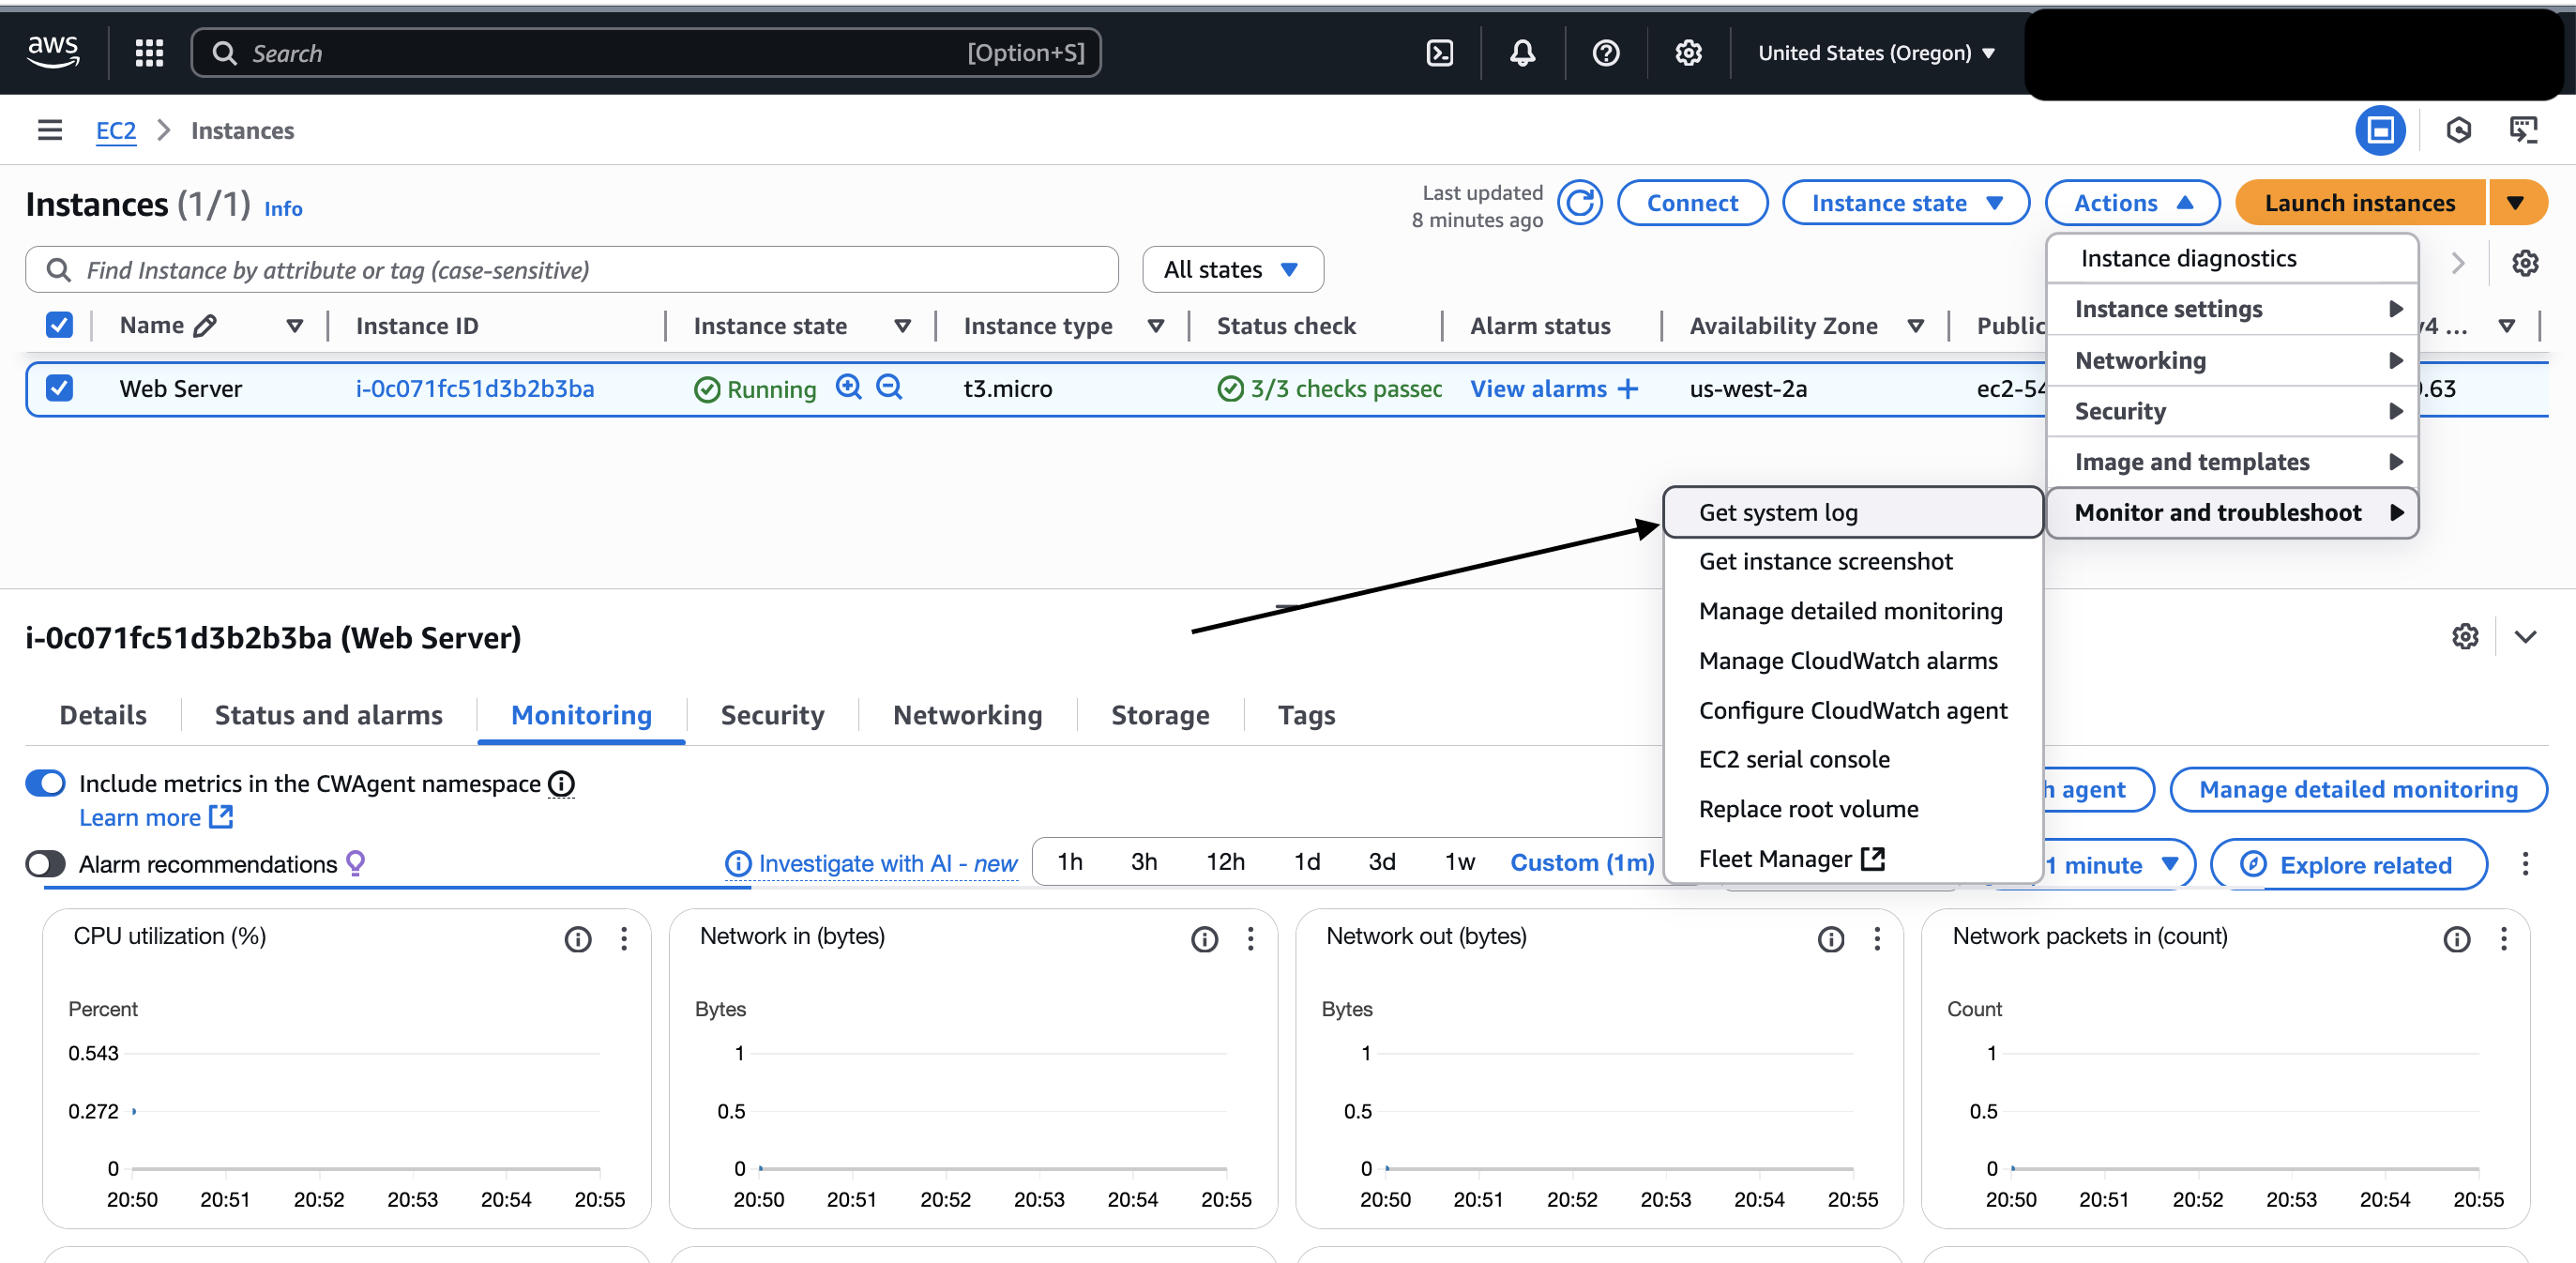 aws
Search [Option+S]
United States (Oregon)
EC2 Instances
Instances (1/1) Info
Last updated
8 minutes ago
Connect Instance state Actions Launch instances
Find Instance by attribute or tag (case-sensitive)
All states
Instance diagnostics
Instance settings
Networking
Security
Image and templates
Monitor and troubleshoot
Name Instance ID Instance state Instance type Status check Alarm status Availability Zone Public v4 ...
Web Server i-0c071fc51d3b2b3ba Running t3.micro 3/3 checks passed View alarms + us-west-2a ec2-54 .63
Get system log
Get instance screenshot
Manage detailed monitoring
Manage CloudWatch alarms
Configure CloudWatch agent
EC2 serial console
Replace root volume
Fleet Manager
i-0c071fc51d3b2b3ba (Web Server)
Details Status and alarms Monitoring Security Networking Storage Tags
Include metrics in the CWAgent namespace
Learn more
agent Manage detailed monitoring
Alarm recommendations
Investigate with AI - new
1h 3h 12h 1d 3d 1w Custom (1m)
1 minute Explore related
CPU utilization (%)
Percent
0.543
0.272
0
20:50 20:51 20:52 20:53 20:54 20:55
Network in (bytes)
Bytes
1
0.5
0
20:50 20:51 20:52 20:53 20:54 20:55
Network out (bytes)
Bytes
1
0.5
0
20:50 20:51 20:52 20:53 20:54 20:55
Network packets in (count)
Count
1
0.5
0
20:50 20:51 20:52 20:53 20:54 20:55